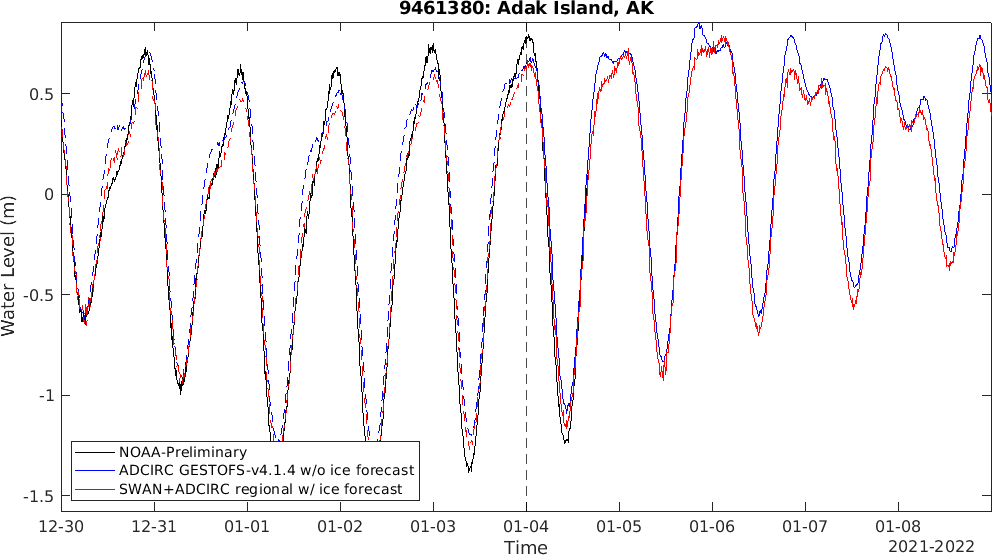 9461380: Adak Island, AK
Water Level (m)
0.5
0
-0.5
-1
-1.5
NOAA-Preliminary
ADCIRC GESTOFS-v4.1.4 w/o ice forecast
SWAN+ADCIRC regional w/ ice forecast
12-30 12-31 01-01 01-02 01-03 01-04 01-05 01-06 01-07 01-08
Time
2021-2022